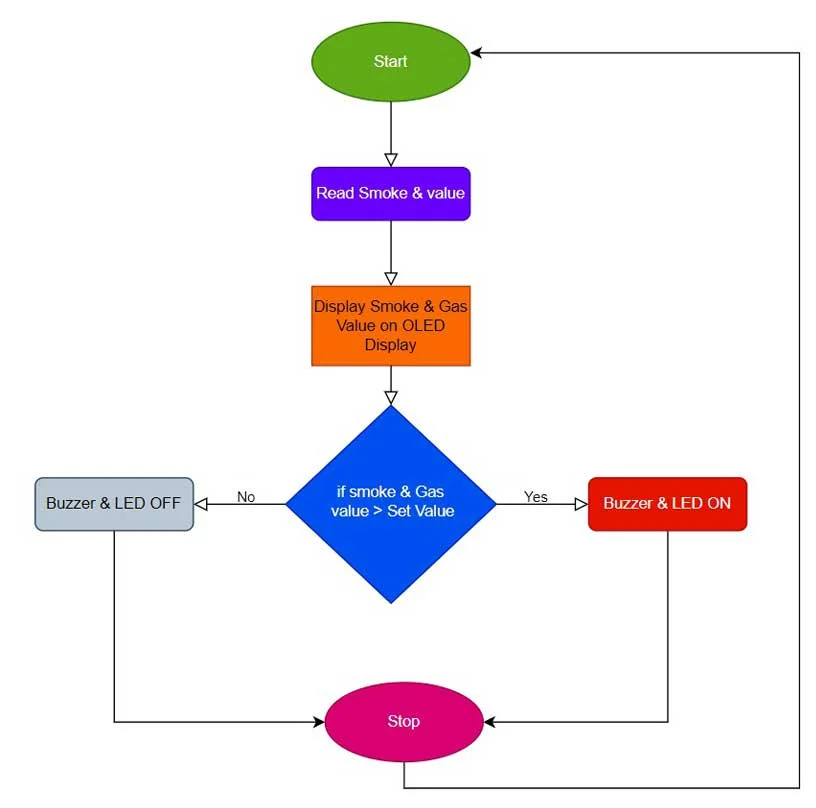 Start
Read Smoke & value
Display Smoke & Gas
Value on OLED
Display
if smoke & Gas
value > Set Value
No
Yes
Buzzer & LED OFF
Buzzer & LED ON
Stop